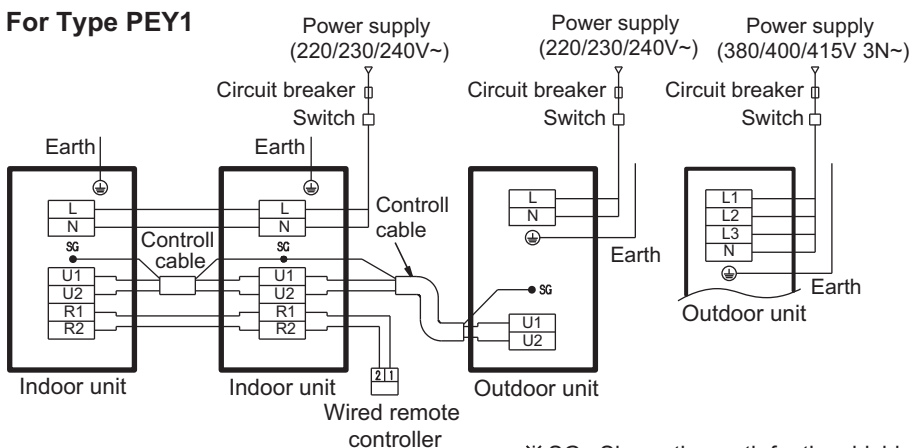 For Type PEY1
Power supply
(220/230/240V~)
Power supply
(220/230/240V~)
Power supply
(380/400/415V 3N~)
Circuit breaker
Circuit breaker
Circuit breaker
Switch
Switch
Switch
Earth
Earth
L
N
SG
U1
U2
R1
R2
Indoor unit
Controll
cable
L
N
SG
U1
U2
R1
R2
Indoor unit
2 1
Wired remote
controller
Controll
cable
L
N
Earth
SG
U1
U2
Outdoor unit
L1
L2
L3
N
Earth
Outdoor unit